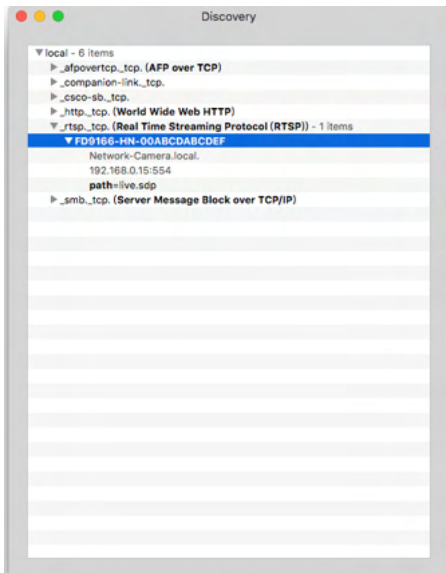 Discovery
local - 6 items
_afpovertcp._tcp. (AFP over TCP)
_companion-link._tcp.
_csco-sb._tcp.
_http._tcp. (World Wide Web HTTP)
_rtsp._tcp. (Real Time Streaming Protocol (RTSP)) - 1 items
FD9166-HN-00ABCDABCDEF
Network-Camera.local.
192.168.0.15:554
path=live.sdp
_smb._tcp. (Server Message Block over TCP/IP)